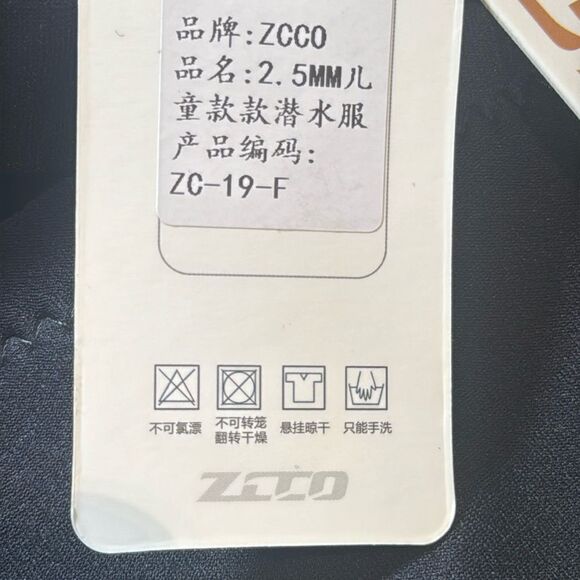 品牌:ZCCO
品名:2.5MM儿
童款款潜水服
产品编码:
ZC-19-F
不可氯漂
不可转笼
翻转干燥
悬挂晾干
只能手洗
ZCCO